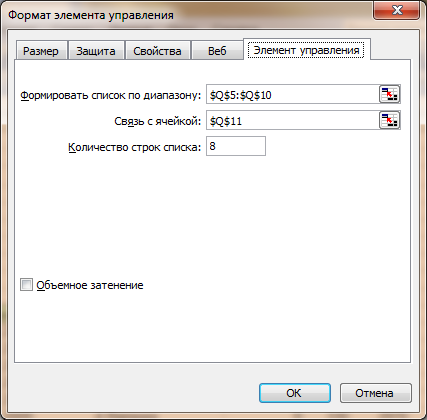 Формат элемента управления
Размер Защита Свойства Веб Элемент управления
Формировать список по диапазону: $Q$5:$Q$10
Связь с ячейкой: $Q$11
Количество строк списка: 8
Объемное затенение
ОК Отмена